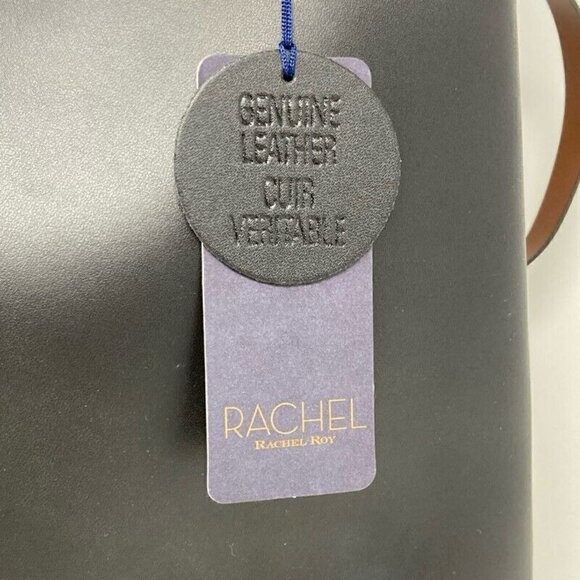 GENUINE
LEATHER
CUIR
VERITABLE
RACHEL
RACHEL ROY